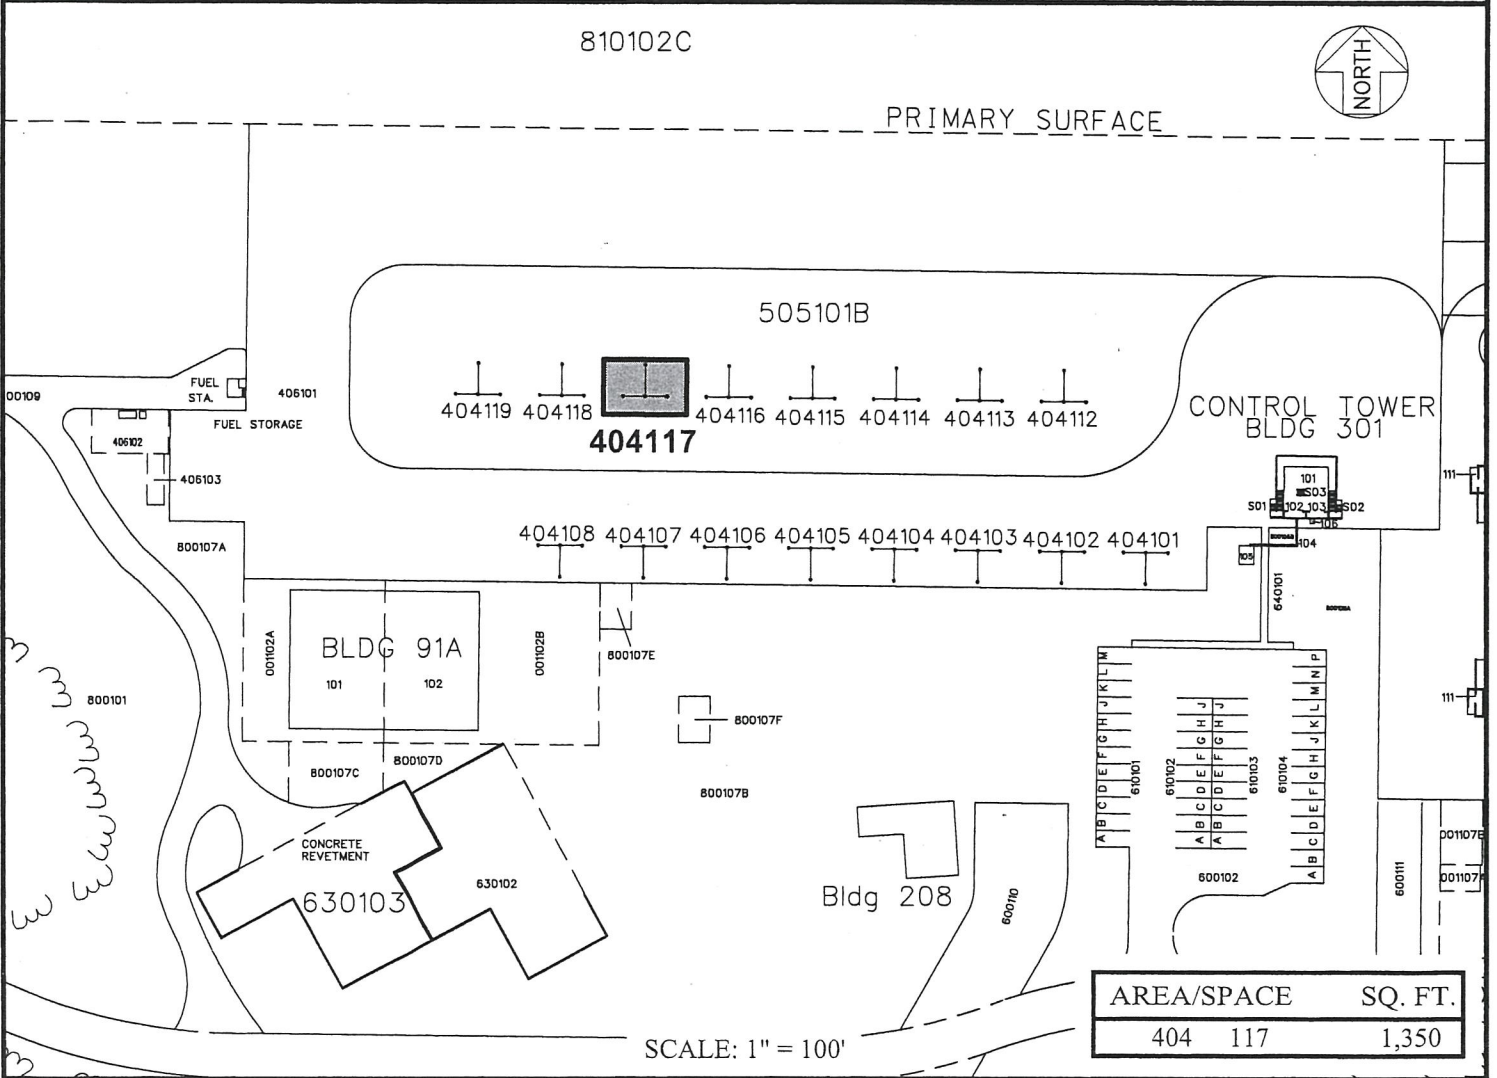 810102C
NORTH
PRIMARY SURFACE
505101B
FUEL
STA.
406101
00109
FUEL STORAGE
406102
406103
404119 404118 404116 404115 404114 404113 404112
404117
CONTROL TOWER
BLDG 301
101
S03
S01 102 103 S02
106
104
105
111
404108 404107 404106 404105 404104 404103 404102 404101
800107A
640101
001102A
BLDG 91A
101 102
001102B
800107E
800101
800107F
111
800107C
800107D
800107B
M L K J H G F E D C B A
610101
610102
J H G F E D C B A
J H G F E D C B A
610103
610104
P N M L K J H G F E D C B A
CONCRETE
REVETMENT
630103
630102
Bldg 208
600110
600102
600111
001107B
001107
AREA/SPACE SQ. FT.
404 117 1,350
SCALE: 1" = 100'